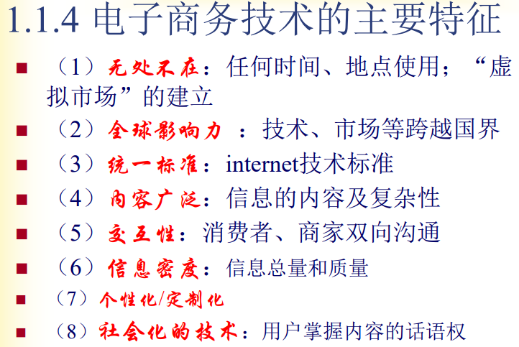 1.1.4 电子商务技术的主要特征
（1）无处不在：任何时间、地点使用；“虚
拟市场”的建立
（2）全球影响力 ：技术、市场等跨越国界
（3）统一标准：internet技术标准
（4）内容广泛：信息的内容及复杂性
（5）交互性：消费者、商家双向沟通
（6）信息密度：信息总量和质量
（7）个性化/定制化
（8）社会化的技术：用户掌握内容的话语权